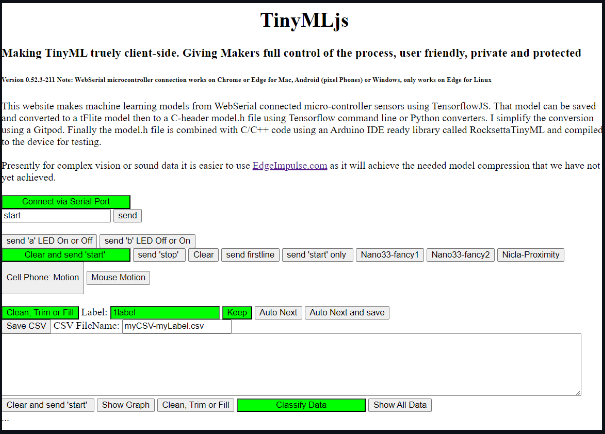 TinyMLjs
Making TinyML truely client-side. Giving Makers full control of the process, user friendly, private and protected
Version 0.52.3-211 Note: WebSerial microcontroller connection works on Chrome or Edge for Mac, Android (pixel Phones) or Windows, only works on Edge for Linux
This website makes machine learning models from WebSerial connected micro-controller sensors using TensorflowJS. That model can be saved
and converted to a tFlite model then to a C-header model.h file using Tensorflow command line or Python converters. I simplify the conversion
using a Gitpod. Finally the model.h file is combined with C/C++ code using an Arduino IDE ready library called RocksettaTinyML and compiled
to the device for testing.
Presently for complex vision or sound data it is easier to use EdgeImpulse.com as it will achieve the needed model compression that we have not
yet achieved.
Connect via Serial Port
start send
send 'a' LED On or Off send 'b' LED Off or On
Clear and send 'start' send 'stop' Clear send firstline send 'start' only Nano33-fancy1 Nano33-fancy2 Nicla-Proximity
Cell Phone: Motion Mouse Motion
Clean, Trim or Fill Label: 1label Keep Auto Next Auto Next and save
Save CSV CSV FileName: myCSV-myLabel.csv
Clear and send 'start' Show Graph Clean, Trim or Fill Classify Data Show All Data
...